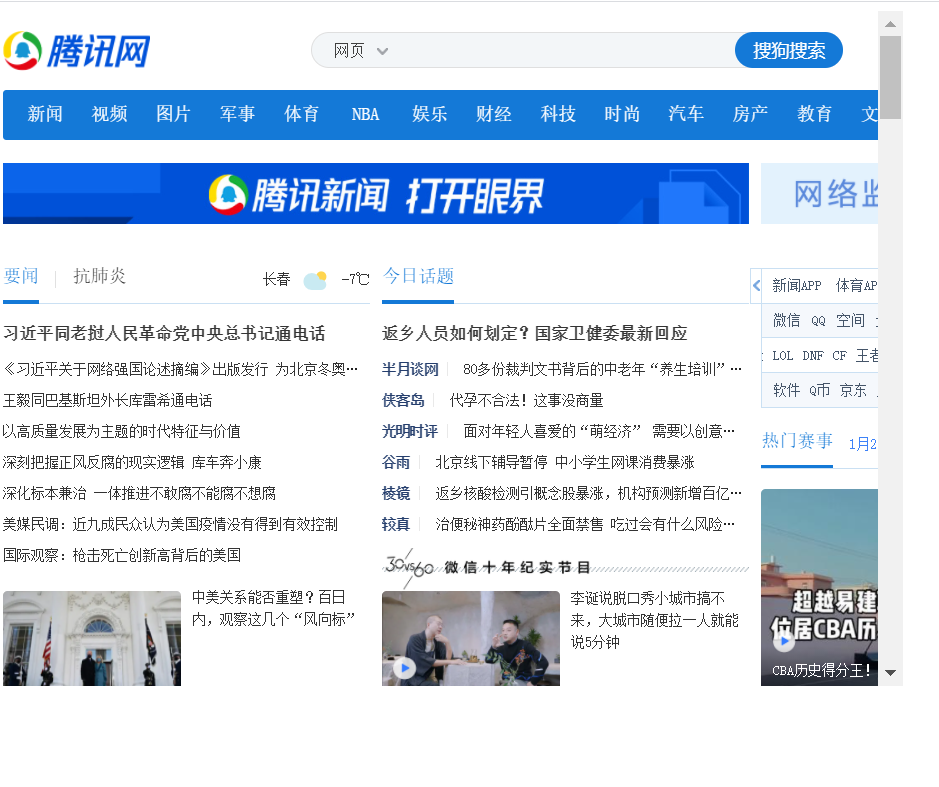 腾讯网
网页
搜狗搜索
新闻 视频 图片 军事 体育 NBA 娱乐 财经 科技 时尚 汽车 房产 教育 文
腾讯新闻 打开眼界
网络监
要闻
抗肺炎
长春
-7℃
习近平同老挝人民革命党中央总书记通电话
《习近平关于网络强国论述摘编》出版发行 为北京冬奥…
王毅同巴基斯坦外长库雷希通电话
以高质量发展为主题的时代特征与价值
深刻把握正风反腐的现实逻辑 库车奔小康
深化标本兼治 一体推进不敢腐不能腐不想腐
美媒民调：近九成民众认为美国疫情没有得到有效控制
国际观察：枪击死亡创新高背后的美国
中美关系能否重塑？百日
内，观察这几个“风向标”
今日话题
返乡人员如何划定？国家卫健委最新回应
半月谈网 80多份裁判文书背后的中老年“养生培训”…
侠客岛 代孕不合法！这事没商量
光明时评 面对年轻人喜爱的“萌经济” 需要以创意…
谷雨 北京线下辅导暂停 中小学生网课消费暴涨
棱镜 返乡核酸检测引概念股暴涨，机构预测新增百亿…
较真 治便秘神药酚酞片全面禁售 吃过会有什么风险…
30vs60 微信十年纪实节目
李诞说脱口秀小城市搞不
来，大城市随便拉一人就能
说5分钟
新闻APP 体育AP
微信 QQ 空间
LOL DNF CF 王者
软件 Q币 京东
热门赛事
1月2
超越易建
位居CBA历
CBA历史得分王！